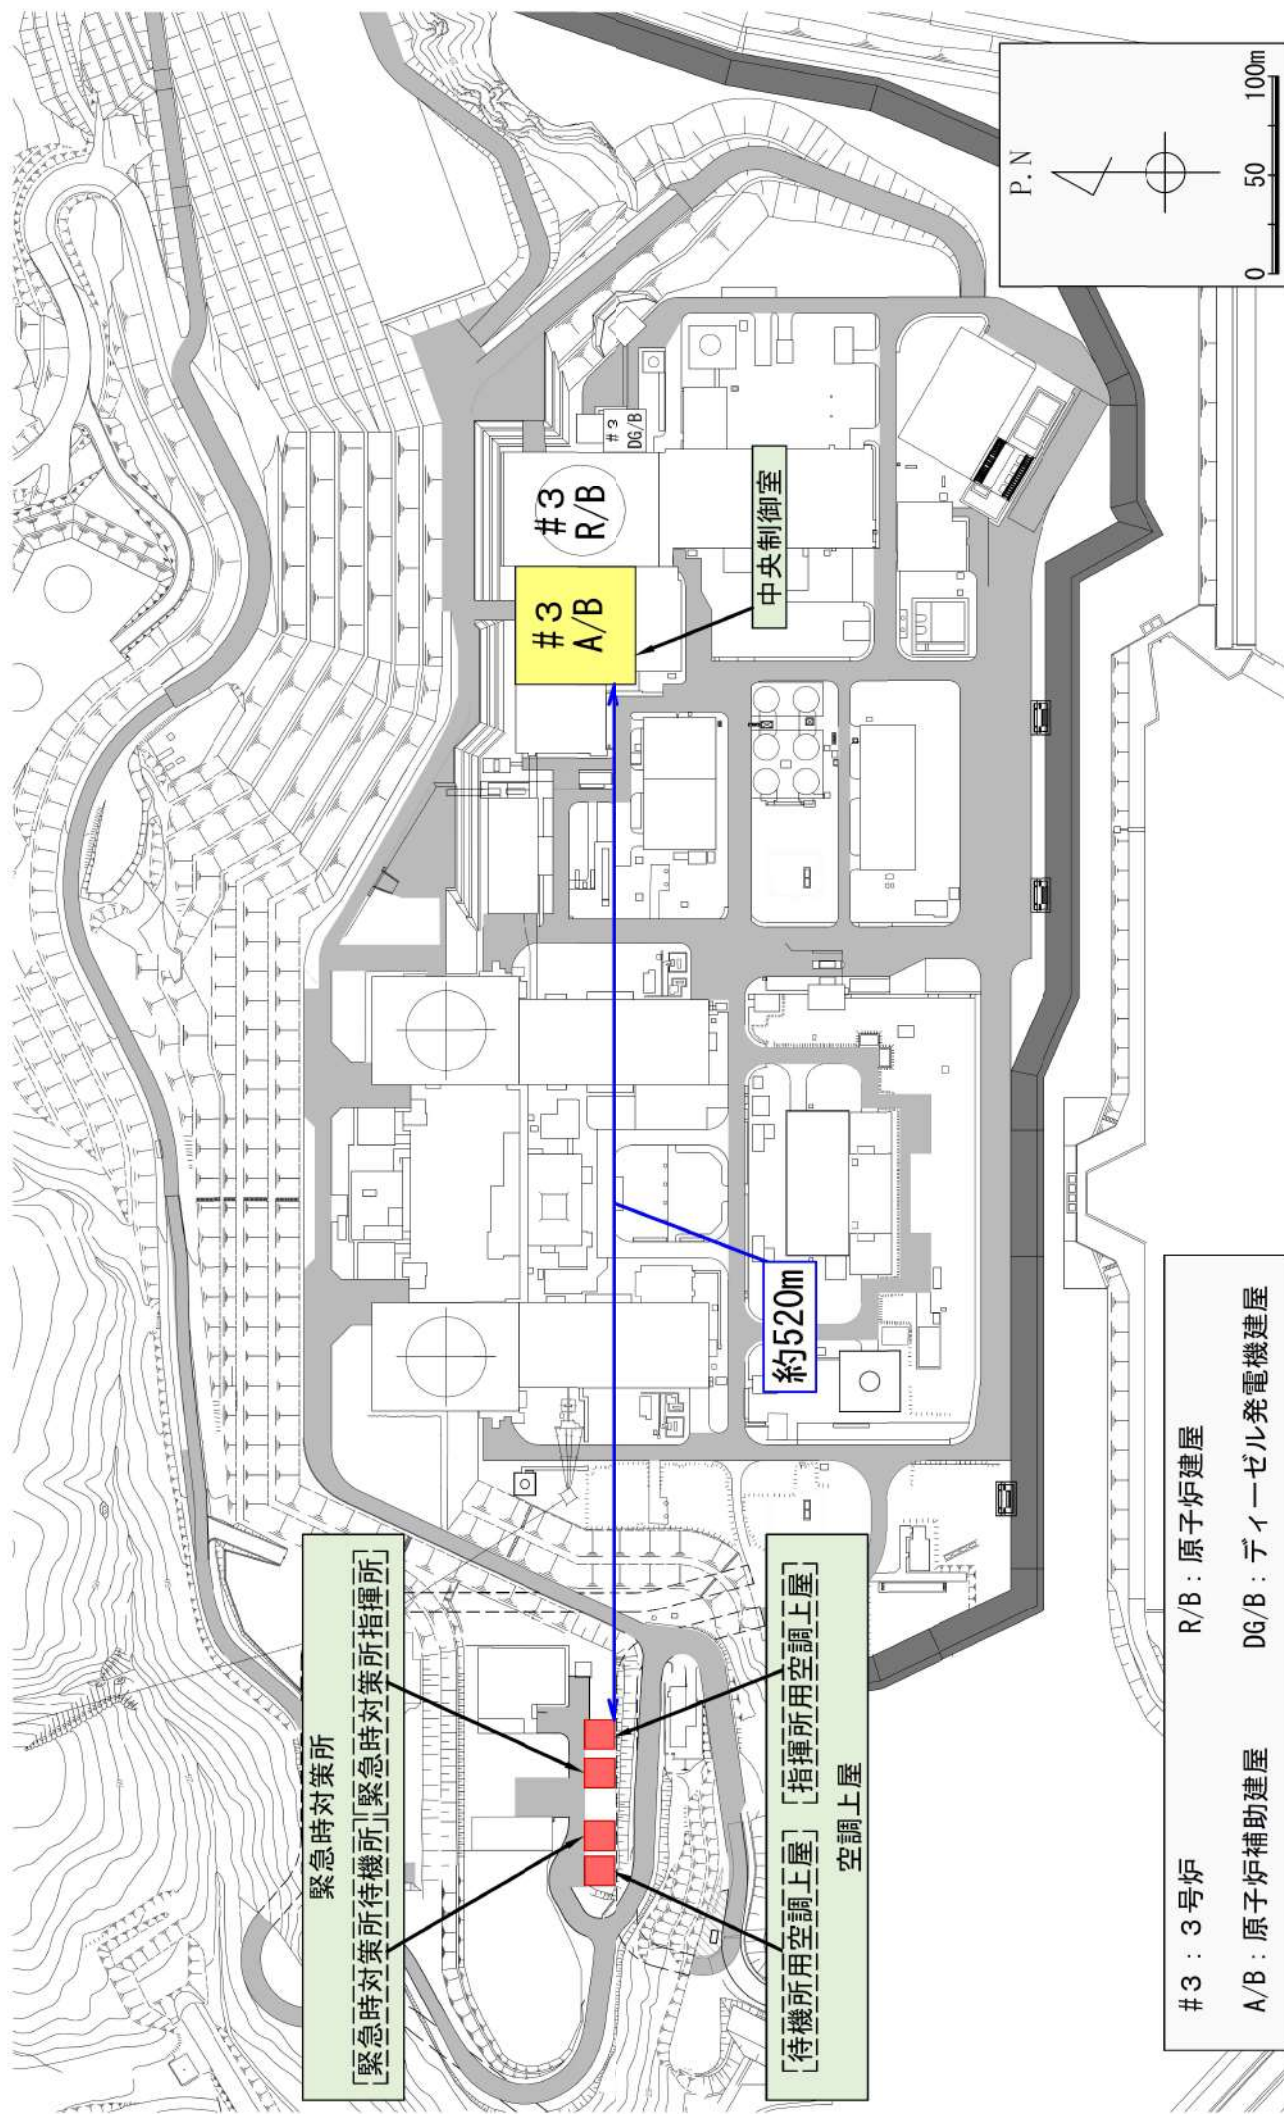 緊急時対策所
[緊急時対策所待機所]
[緊急時対策所指揮所]
[待機所用空調上屋]
[指揮所用空調上屋]
空調上屋
約520m
#3
A/B
#3
R/B
#3
DG/B
中央制御室
P.N
0 50 100m
#3:3号炉
R/B:原子炉建屋
A/B:原子炉補助建屋
DG/B:ディーゼル発電機建屋